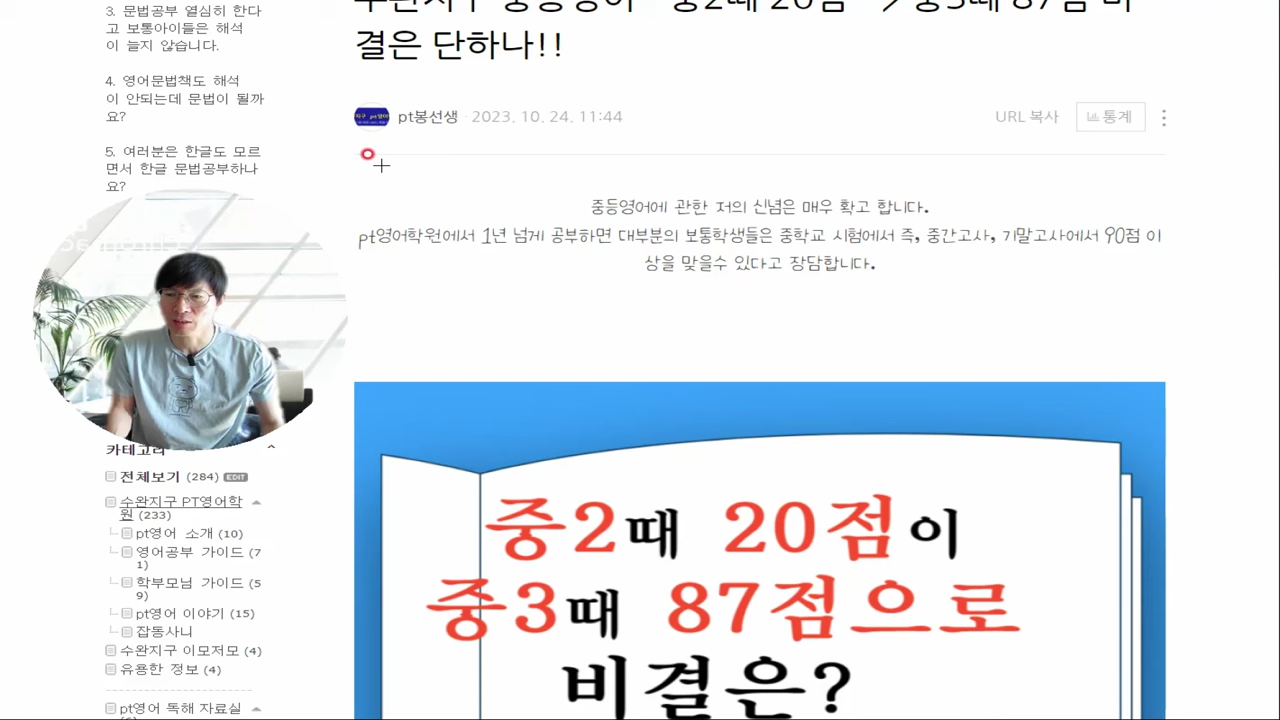 3. 문법공부 열심히 한다
고 보통아이들은 해석
이 늘지 않습니다.
4. 영어문법책도 해석
이 안되는데 문법이 될까
요?
5. 여러분은 한글도 모르
면서 한글 문법공부하나
요?
카테고리
전체보기 (284) EDIT
수완지구 PT영어학
원 (233)
pt영어 소개 (10)
영어공부 가이드 (7
1)
학부모님 가이드 (5
9)
pt영어 이야기 (15)
잡동사니
수완지구 이모저모 (4)
유용한 정보 (4)
pt영어 독해 자료실
결은 단하나!!
pt봉선생 · 2023. 10. 24. 11:44
URL 복사 통계
중등영어에 관한 저의 신념은 매우 확고 합니다.
pt영어학원에서 1년 넘게 공부하면 대부분의 보통학생들은 중학교 시험에서 즉, 중간고사, 기말고사에서 90점 이
상을 맞을수 있다고 장담합니다.
중2때 20점이
중3때 87점으로
비결은?